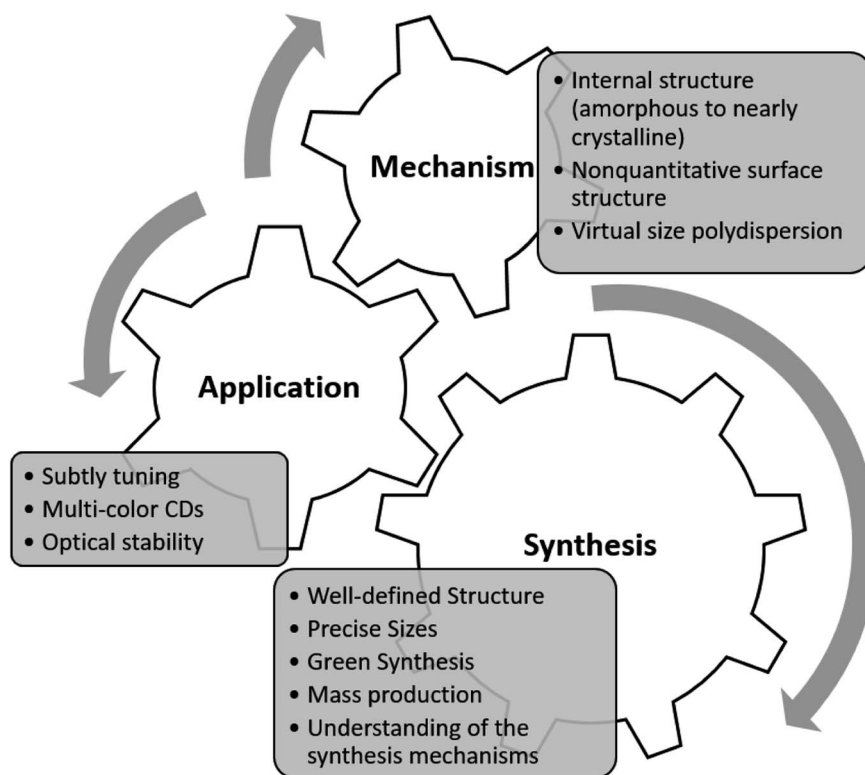 Mechanism
• Internal structure
(amorphous to nearly
crystalline)
• Nonquantitative surface
structure
• Virtual size polydispersion
Application
• Subtly tuning
• Multi-color CDs
• Optical stability
Synthesis
• Well-defined Structure
• Precise Sizes
• Green Synthesis
• Mass production
• Understanding of the
synthesis mechanisms